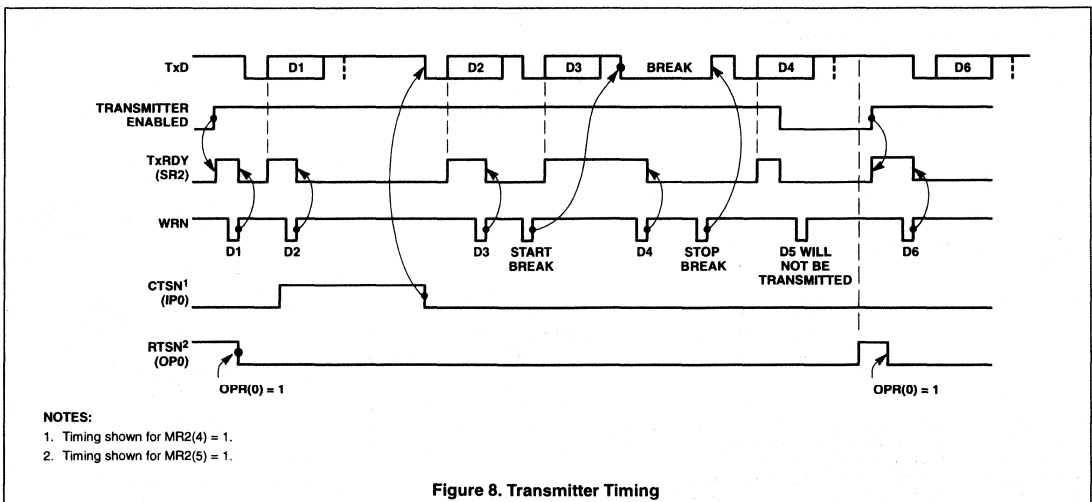 TxD D1 D2 D3 BREAK D4 D6
TRANSMITTER
ENABLED
TxRDY
(SR2)
WRN
D1 D2 D3 START
BREAK D4 STOP
BREAK D5 WILL
NOT BE
TRANSMITTED D6
CTSN1
(IP0)
RTSN2
(OP0)
OPR(0) = 1 OPR(0) = 1
NOTES:
1. Timing shown for MR2(4) = 1.
2. Timing shown for MR2(5) = 1.
Figure 8. Transmitter Timing